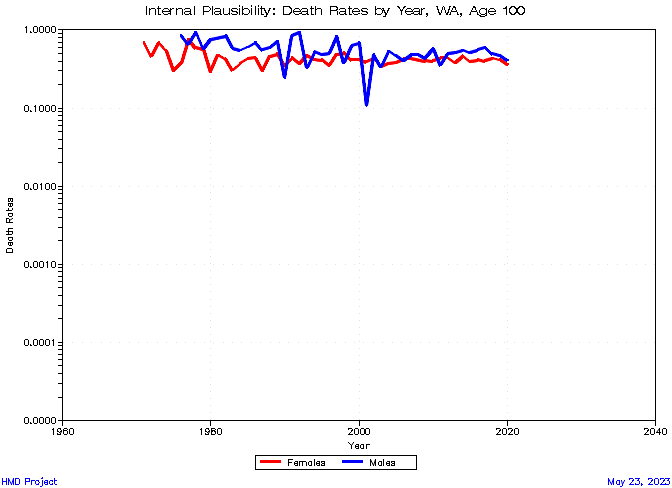 Internal Plausibility: Death Rates by Year, WA, Age 100
1.0000
0.1000
0.0100
0.0010
0.0001
0.0000
Death Rates
1960
1980
2000
2020
2040
Year
Females
Males
HMD Project
May 23, 2023